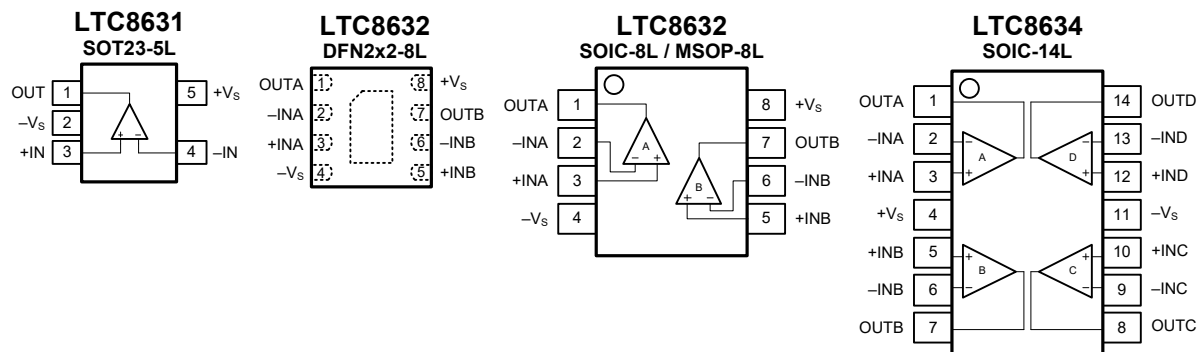 LTC8631
SOT23-5L
OUT 1
–VS 2
+IN 3
5 +VS
4 –IN
+ –
LTC8632
DFN2x2-8L
OUTA 1
–INA 2
+INA 3
–VS 4
8 +VS
7 OUTB
6 –INB
5 +INB
LTC8632
SOIC-8L / MSOP-8L
OUTA 1
–INA 2
+INA 3
–VS 4
8 +VS
7 OUTB
6 –INB
5 +INB
A
– +
B
+ –
LTC8634
SOIC-14L
OUTA 1
–INA 2
+INA 3
+VS 4
+INB 5
–INB 6
OUTB 7
14 OUTD
13 –IND
12 +IND
11 –VS
10 +INC
9 –INC
8 OUTC
– A +
– D +
+ B –
+ C –